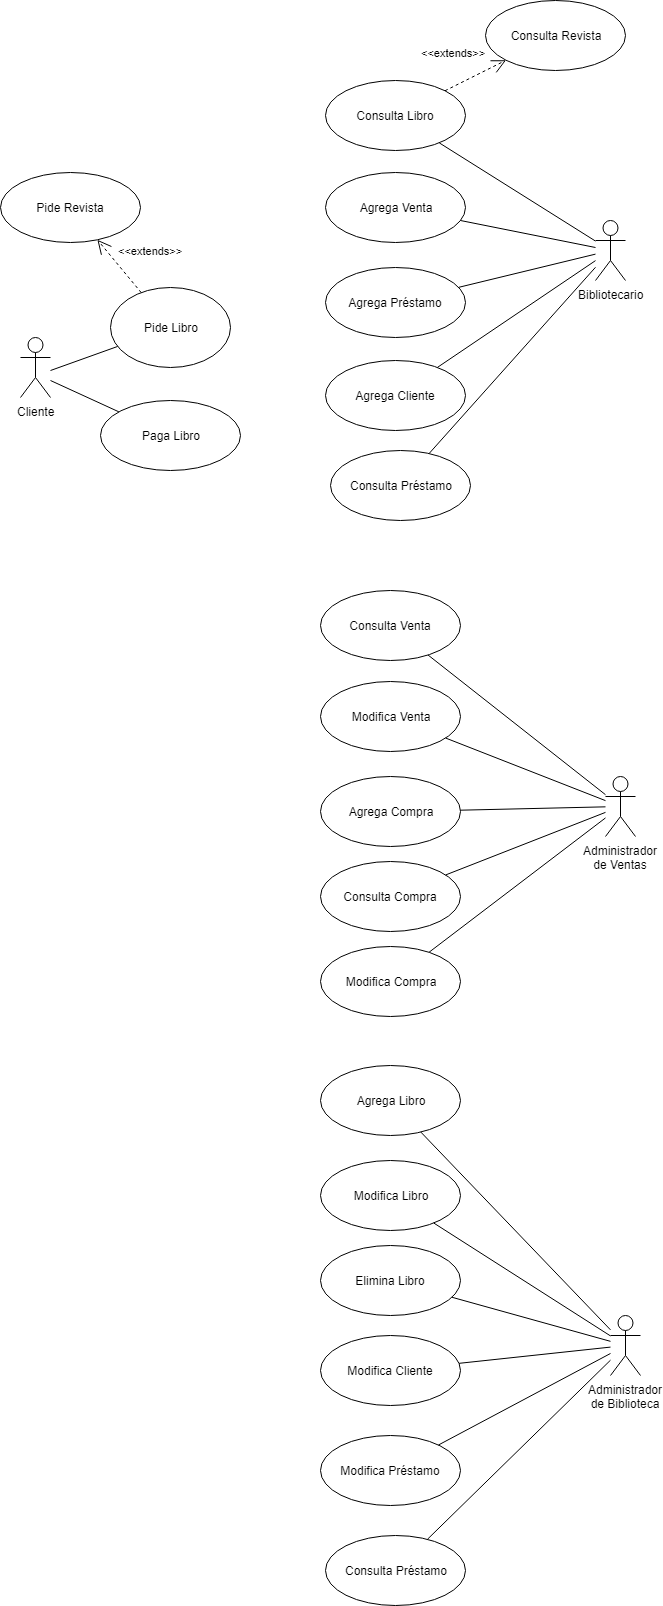 Consulta Revista
<<extends>>
Consulta Libro
Pide Revista
<<extends>>
Pide Libro
Cliente
Paga Libro
Agrega Venta
Agrega Préstamo
Bibliotecario
Agrega Cliente
Consulta Préstamo
Consulta Venta
Modifica Venta
Agrega Compra
Consulta Compra
Modifica Compra
Administrador
de Ventas
Agrega Libro
Modifica Libro
Elimina Libro
Modifica Cliente
Modifica Préstamo
Consulta Préstamo
Administrador
de Biblioteca